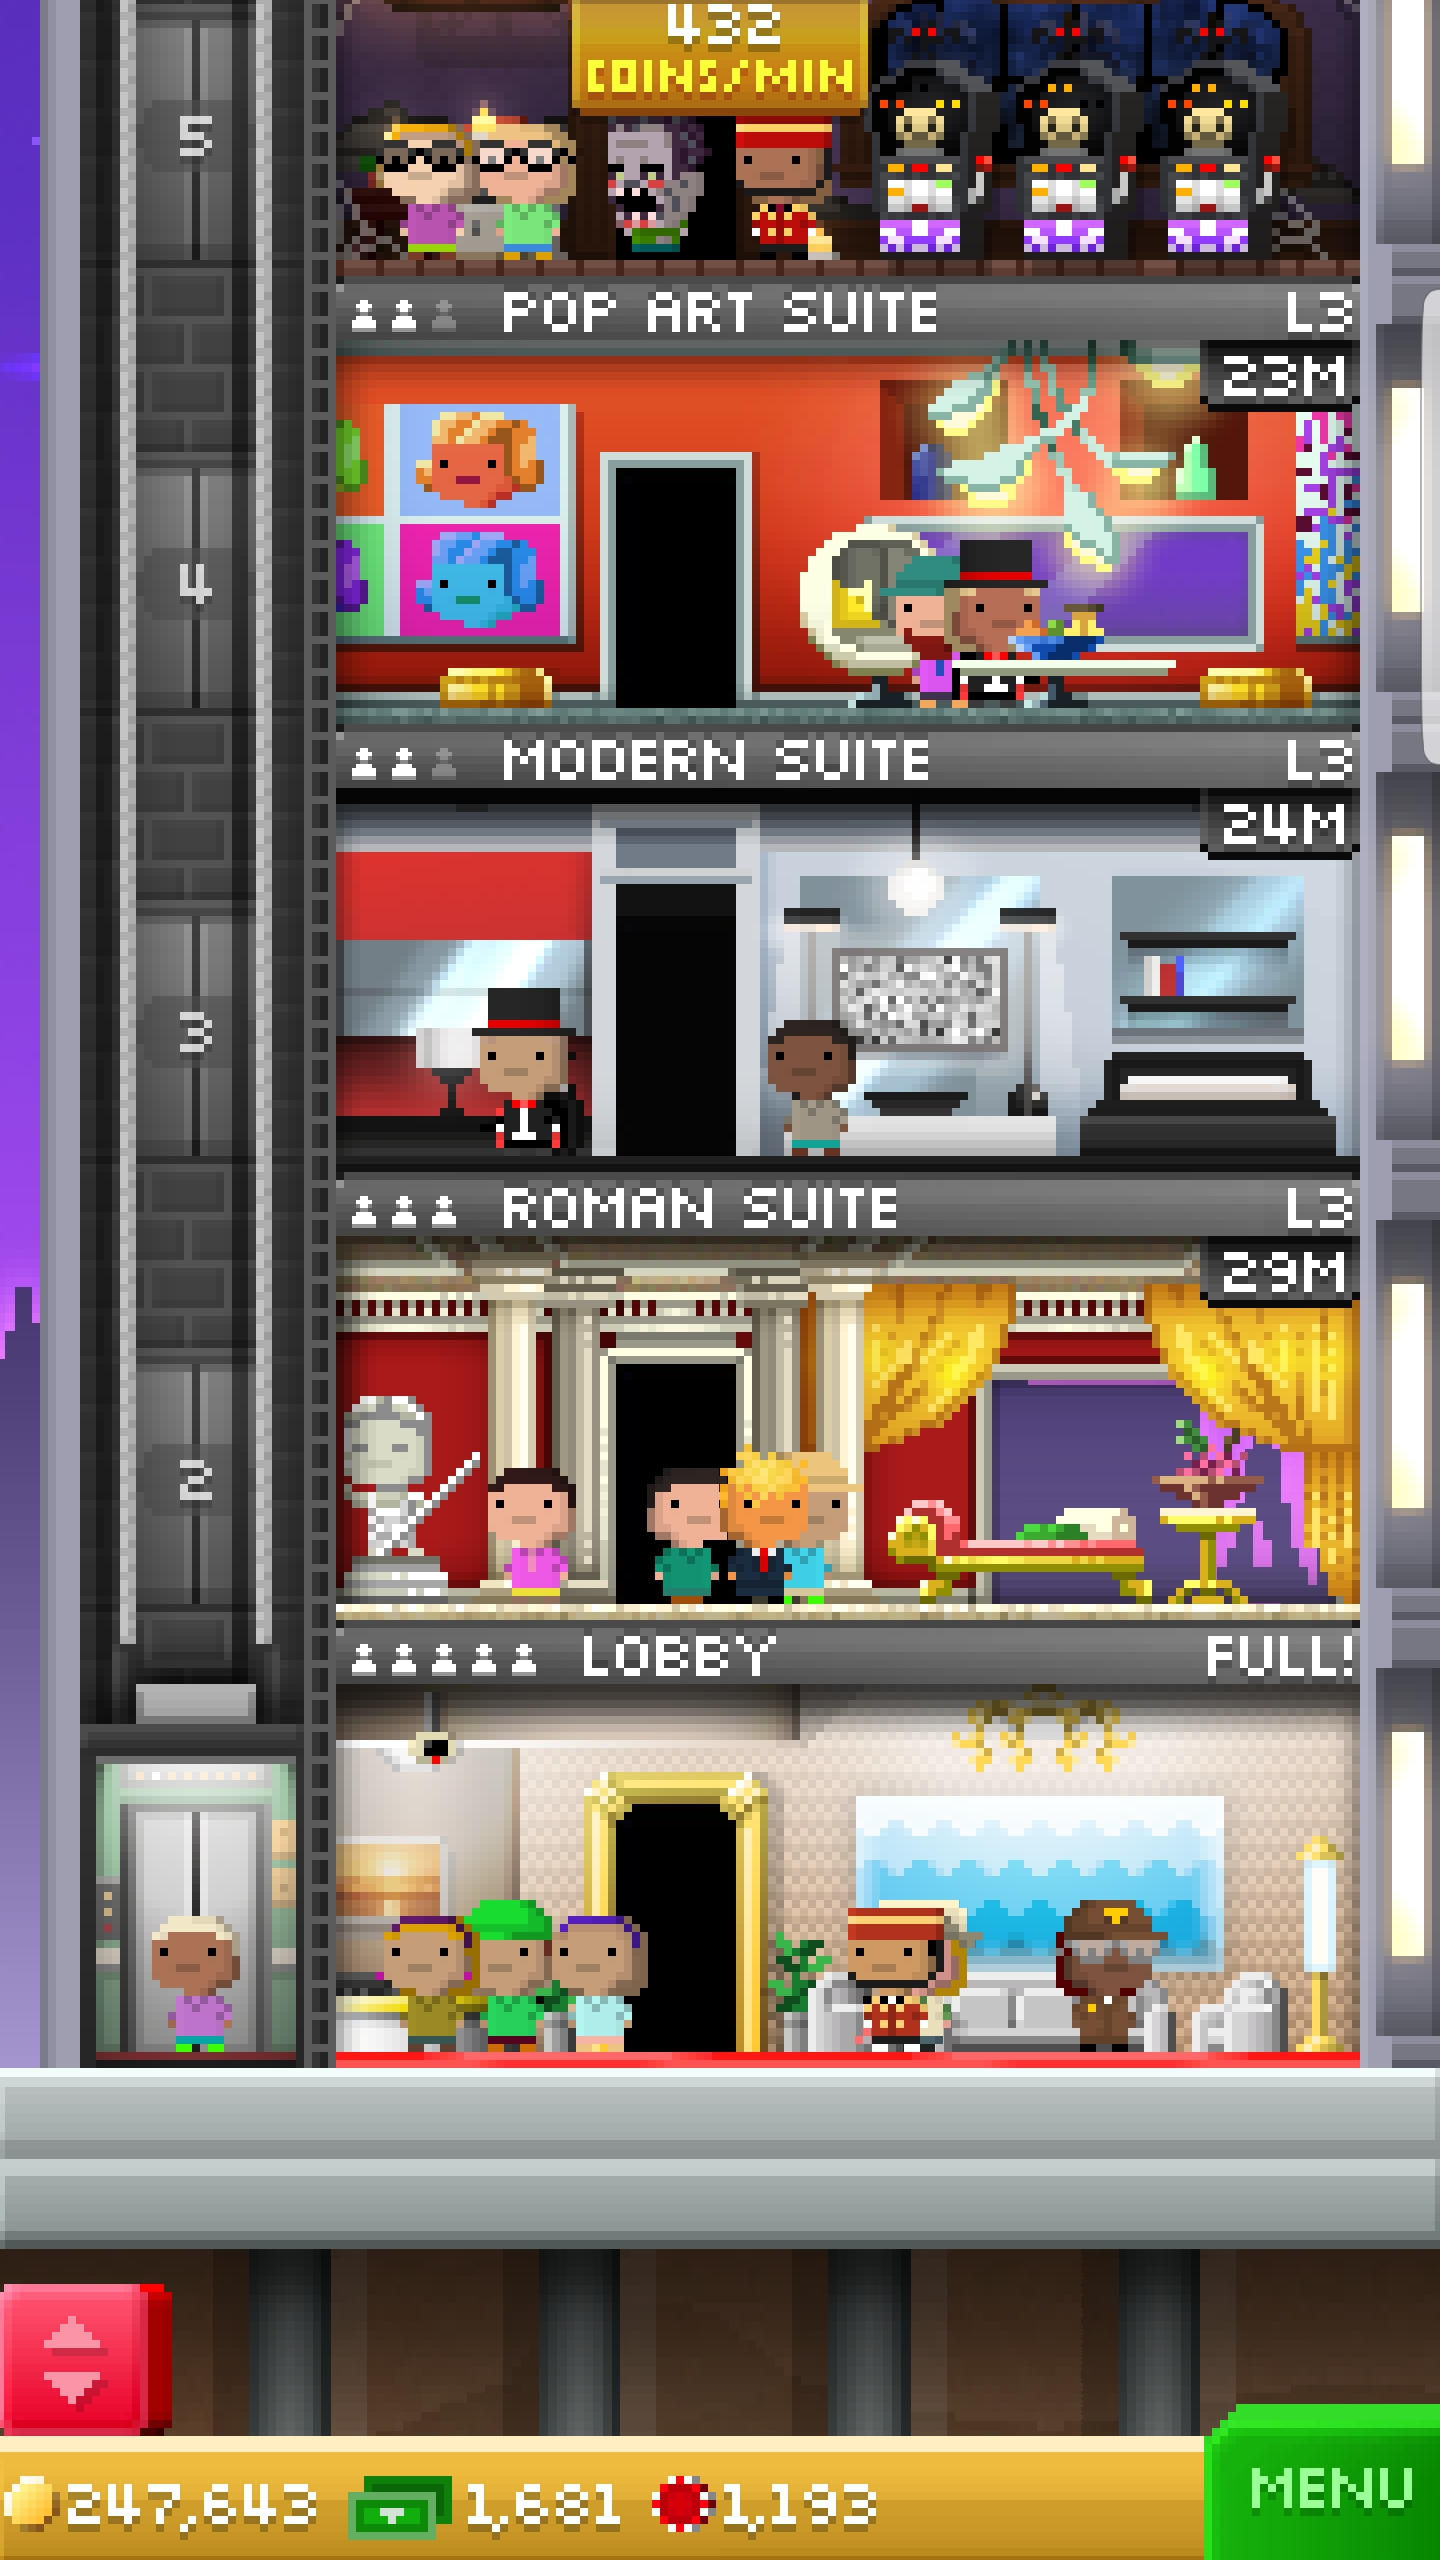 432
COINS/MIN
5
POP ART SUITE L3
23M
4
MODERN SUITE L3
24M
3
ROMAN SUITE L3
29M
2
LOBBY FULL!
247,643 1,681 1,193
MENU